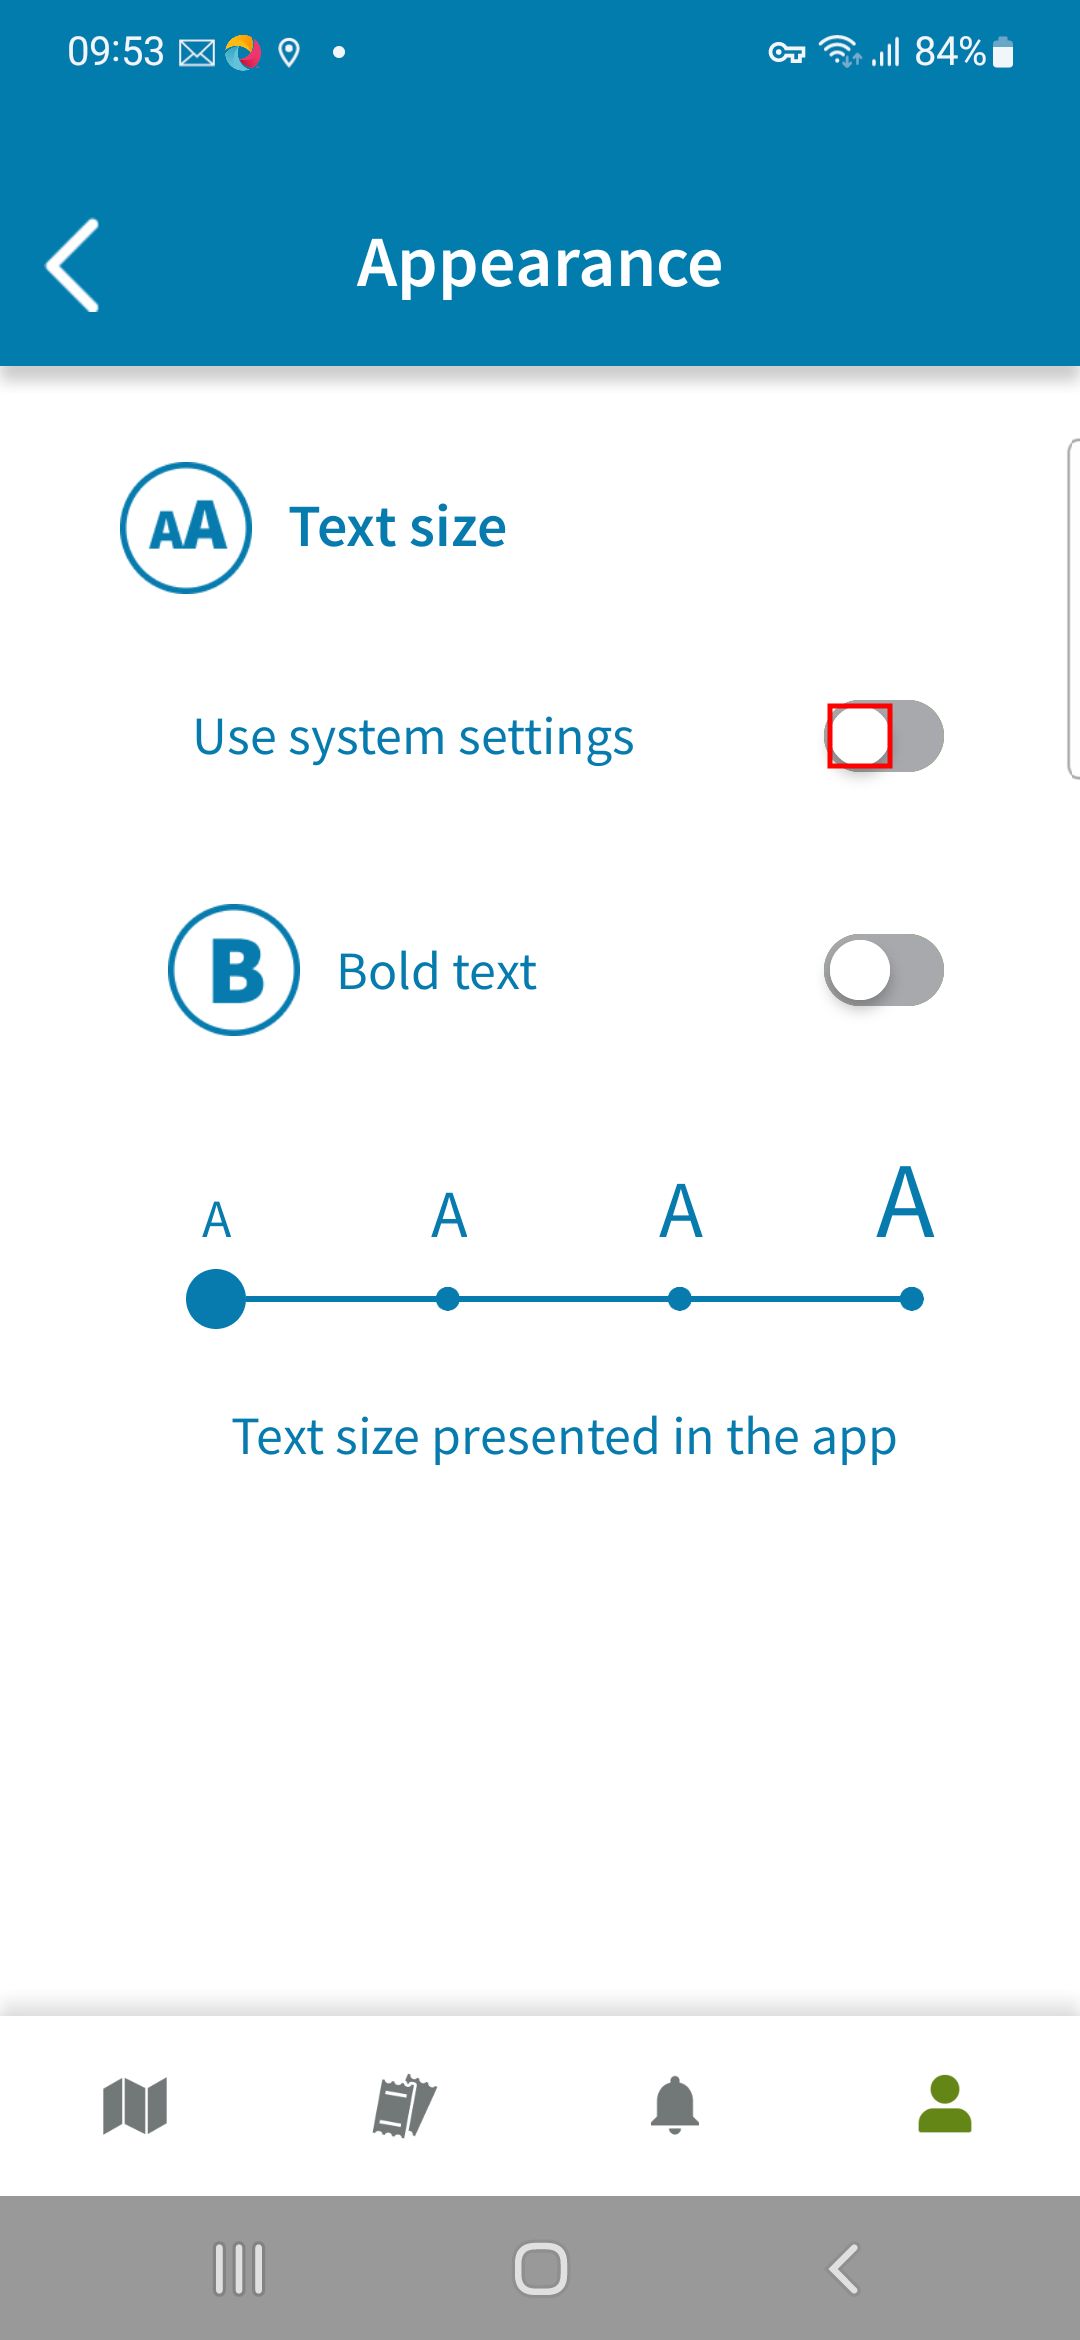 09:53
84%
Appearance
AA Text size
Use system settings
B Bold text
A A A A
Text size presented in the app